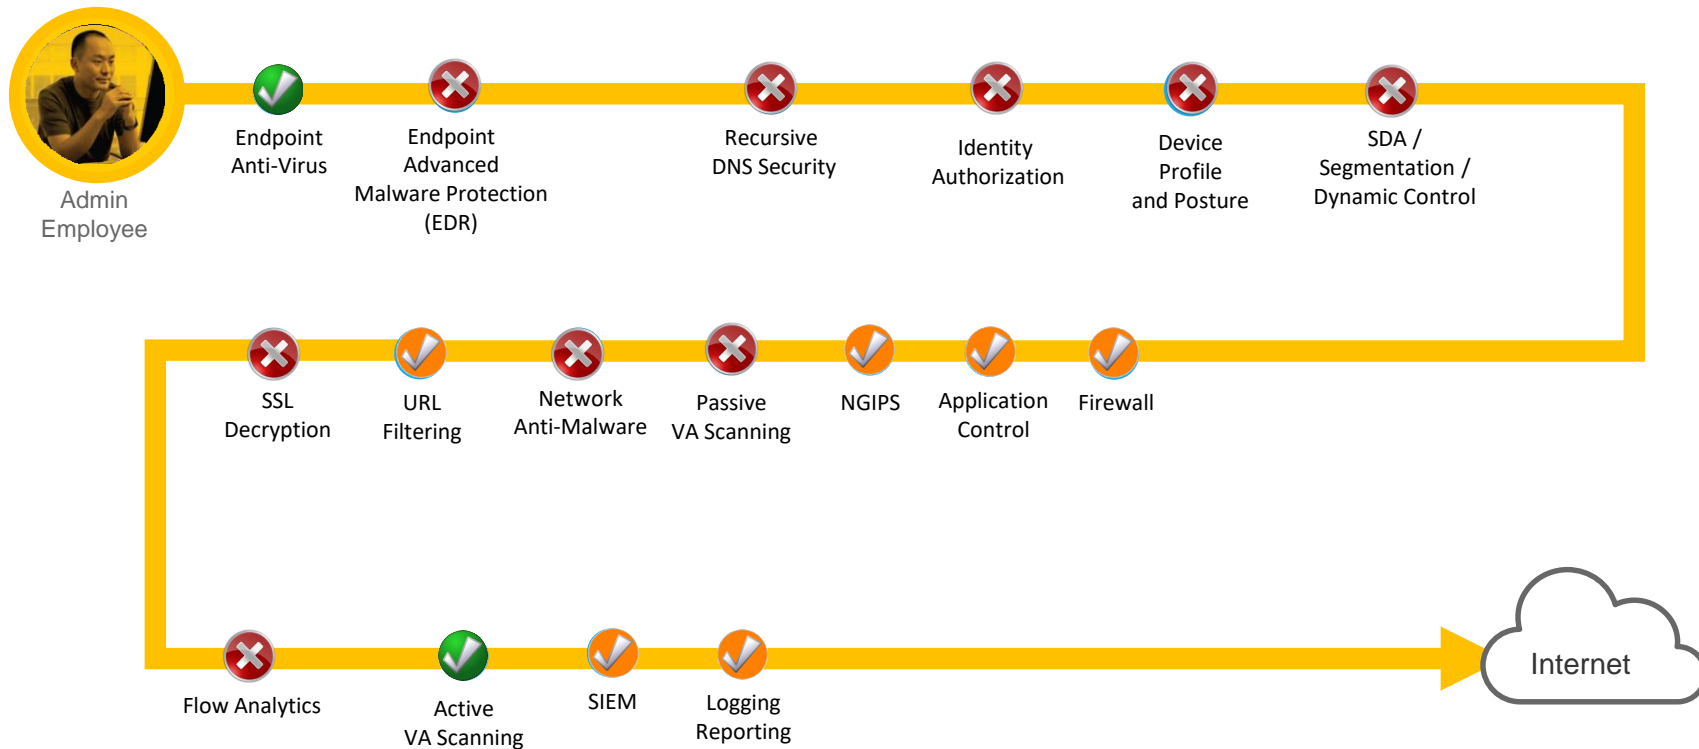 Admin
Employee
Endpoint
Anti-Virus
Endpoint
Advanced
Malware Protection
(EDR)
Recursive
DNS Security
Identity
Authorization
Device
Profile
and Posture
SDA /
Segmentation /
Dynamic Control
SSL
Decryption
URL
Filtering
Network
Anti-Malware
Passive
VA Scanning
NGIPS
Application
Control
Firewall
Flow Analytics
Active
VA Scanning
SIEM
Logging
Reporting
Internet